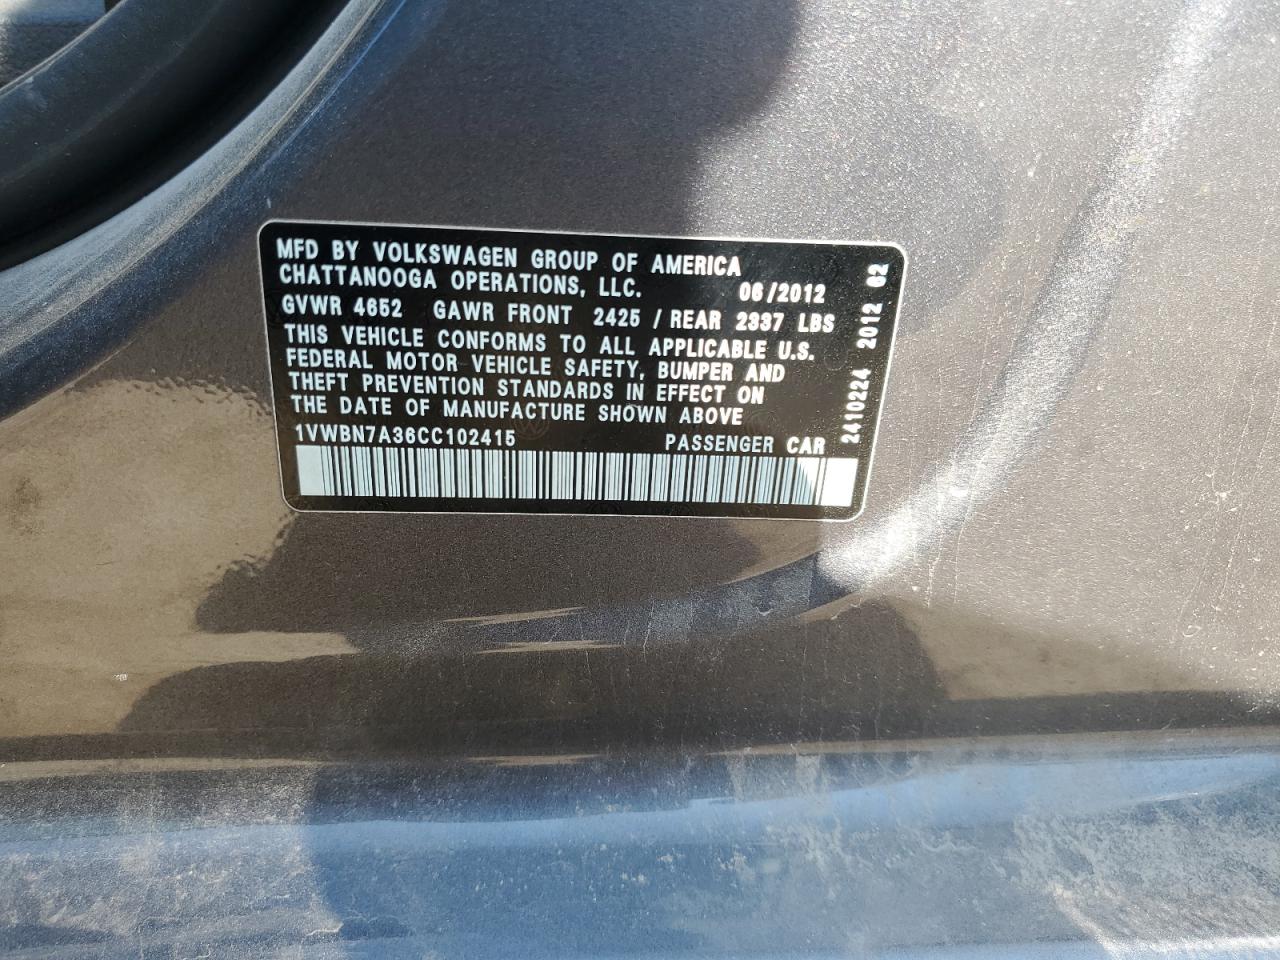 MFD BY VOLKSWAGEN GROUP OF AMERICA
CHATTANOOGA OPERATIONS, LLC. 06/2012
GVWR 4652 GAWR FRONT 2425 / REAR 2337 LBS
THIS VEHICLE CONFORMS TO ALL APPLICABLE U.S.
FEDERAL MOTOR VEHICLE SAFETY, BUMPER AND
THEFT PREVENTION STANDARDS IN EFFECT ON
THE DATE OF MANUFACTURE SHOWN ABOVE
1VWBN7A36CC102415 PASSENGER CAR
2410224 2012 G2